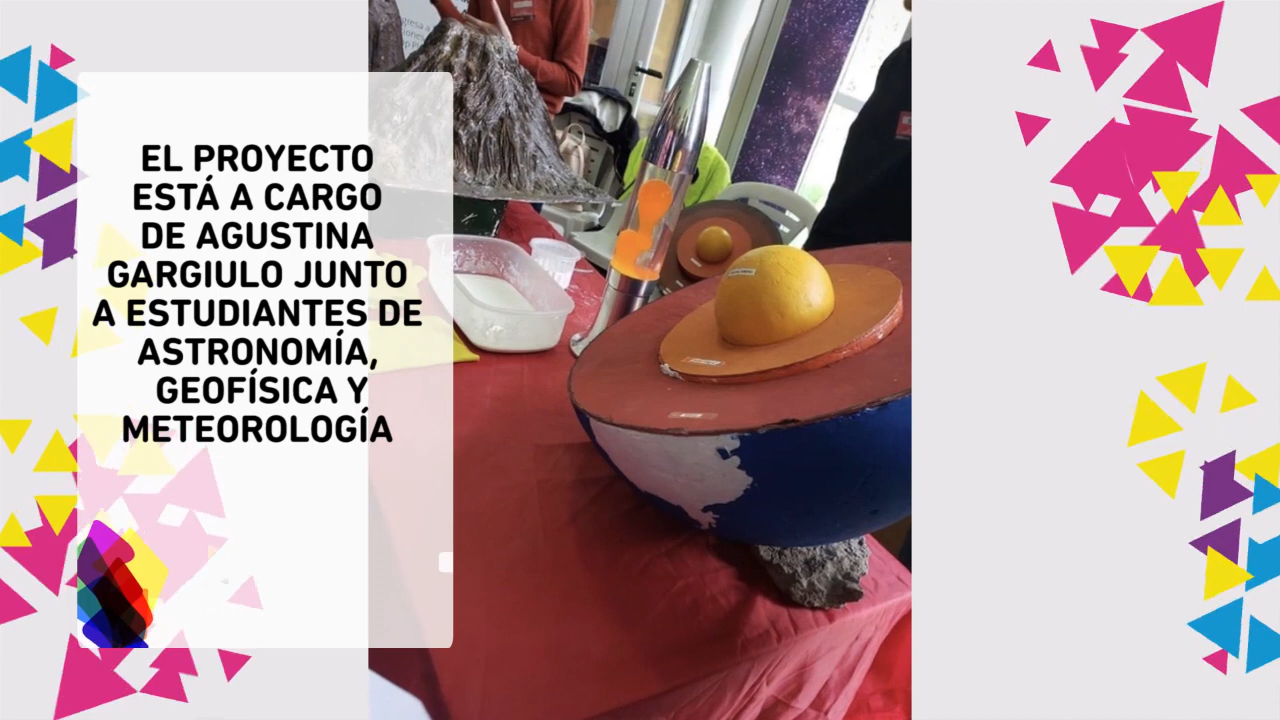 EL PROYECTO
ESTÁ A CARGO
DE AGUSTINA
GARGIULO JUNTO
A ESTUDIANTES DE
ASTRONOMÍA,
GEOFÍSICA Y
METEOROLOGÍA